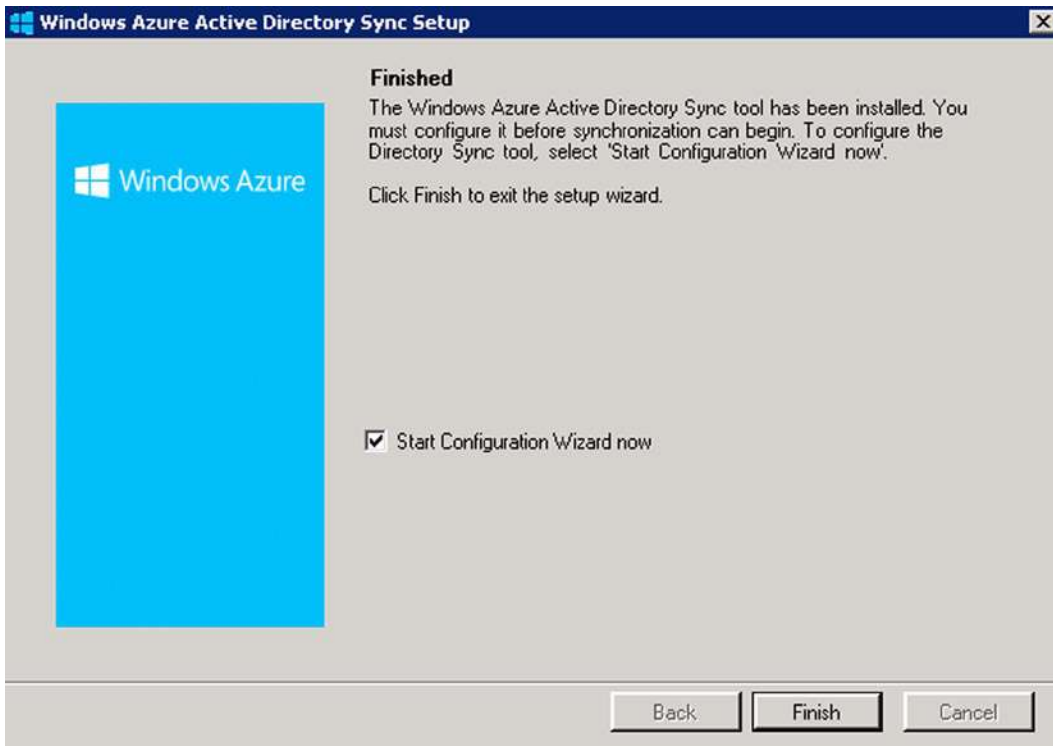 Windows Azure Active Directory Sync Setup
Finished
The Windows Azure Active Directory Sync tool has been installed. You
must configure it before synchronization can begin. To configure the
Directory Sync tool, select 'Start Configuration Wizard now'.
Windows Azure
Click Finish to exit the setup wizard.
Start Configuration Wizard now
Back
Finish
Cancel